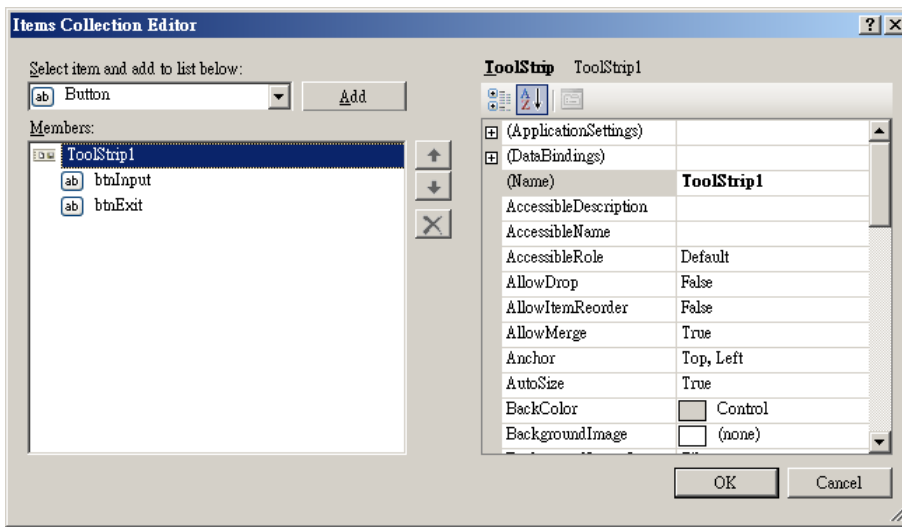 Items Collection Editor
Select item and add to list below:
Button
Add
Members:
ToolStrip1
btnInput
btnExit
ToolStrip ToolStrip1
(ApplicationSettings)
(DataBindings)
(Name) ToolStrip1
AccessibleDescription
AccessibleName
AccessibleRole Default
AllowDrop False
AllowItemReorder False
AllowMerge True
Anchor Top, Left
AutoSize True
BackColor Control
BackgroundImage (none)
OK
Cancel